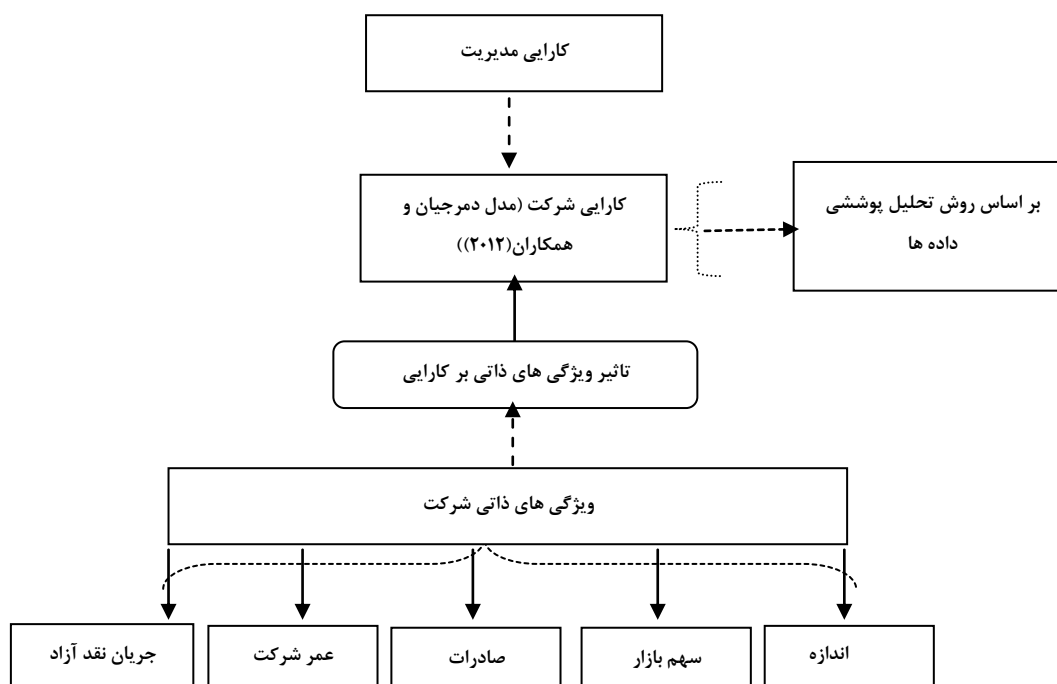 کارایی مدیریت
کارایی شرکت (مدل دمرجیان و
همکاران(۲۰۱۲))
بر اساس روش تحلیل پوششی
داده ها
تاثیر ویژگی های ذاتی بر کارایی
ویژگی های ذاتی شرکت
اندازه
سهم بازار
صادرات
عمر شرکت
جریان نقد آزاد